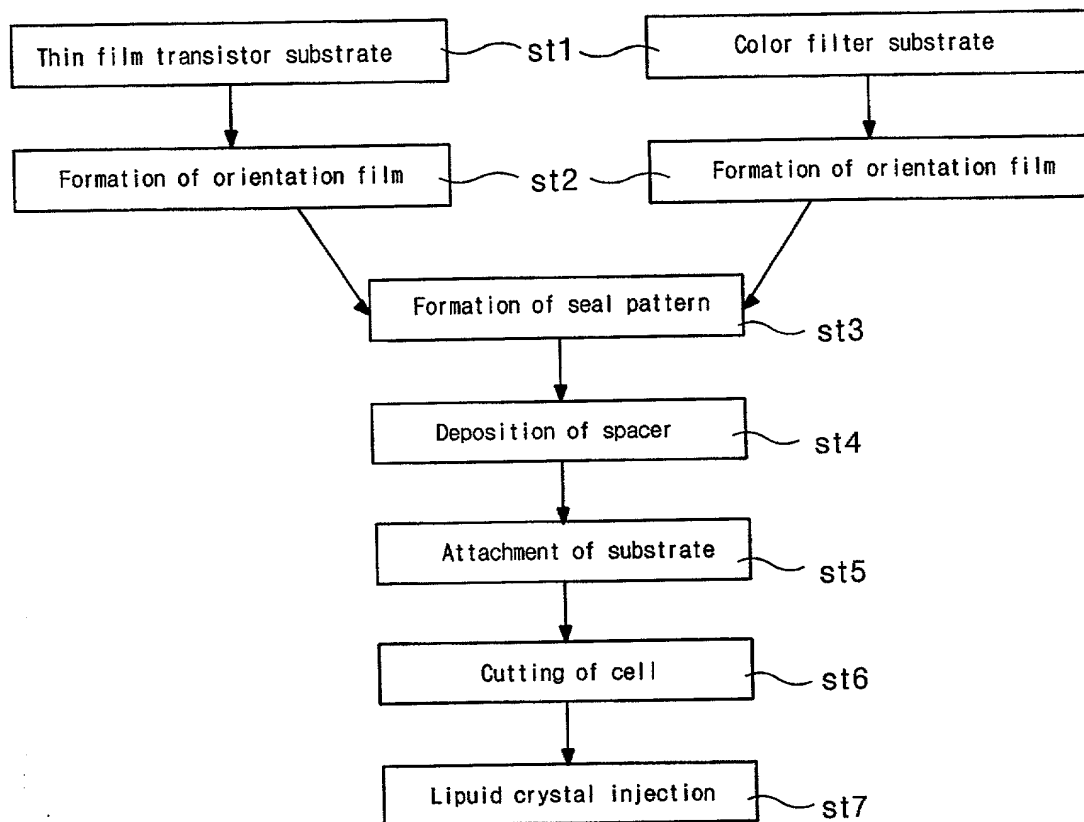 Thin film transistor substrate
st1
Color filter substrate
Formation of orientation film
st2
Formation of orientation film
Formation of seal pattern
st3
Deposition of spacer
st4
Attachment of substrate
st5
Cutting of cell
st6
Lipuid crystal injection
st7